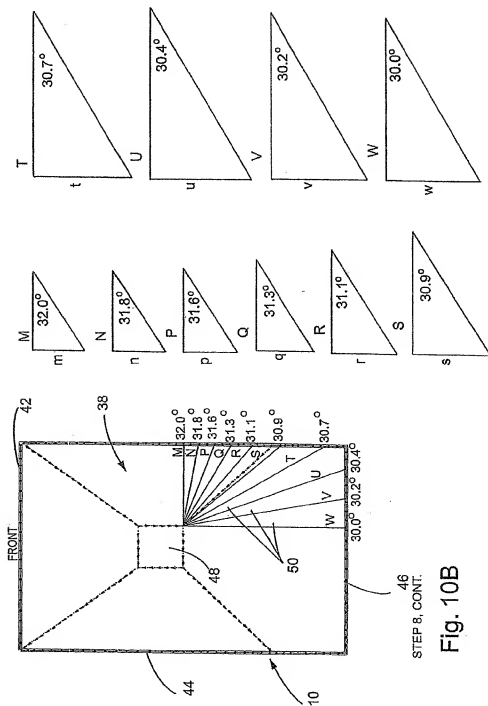 T
30.7°
t
U
30.4°
u
V
30.2°
v
W
30.0°
w
M
32.0°
m
N
31.8°
n
P
31.6°
p
Q
31.3°
q
R
31.1°
r
S
30.9°
s
42
FRONT
38
48
44
10
46
50
M 32.0°
N 31.8°
P 31.6°
Q 31.3°
R 31.1°
S 30.9°
T 30.7°
U 30.4°
V 30.2°
W 30.0°
STEP 8, CONT.
Fig. 10B